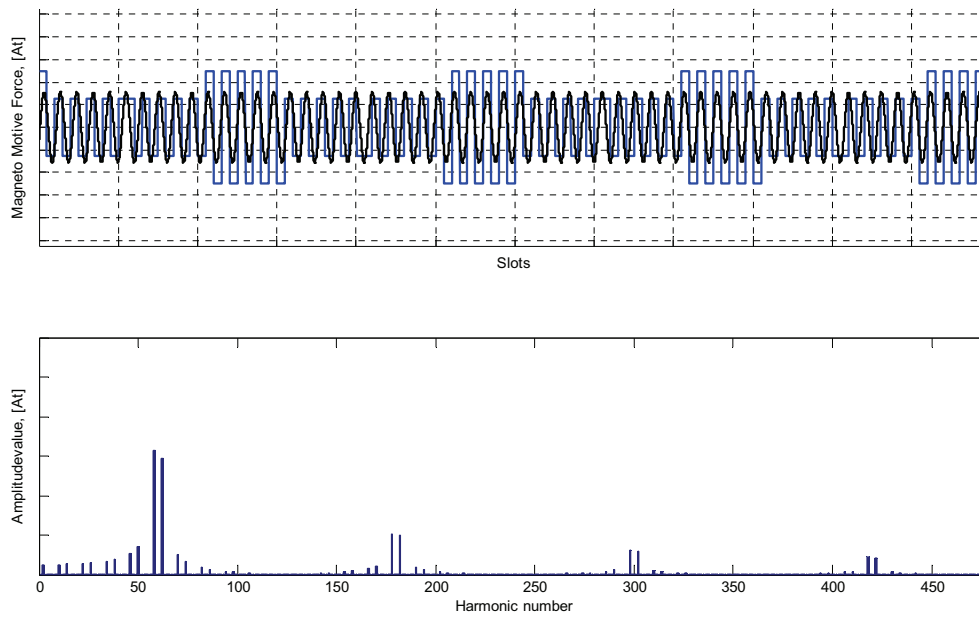 Magneto Motive Force, [At]
Slots
Amplitudevalue, [At]
0 50 100 150 200 250 300 350 400 450
Harmonic number